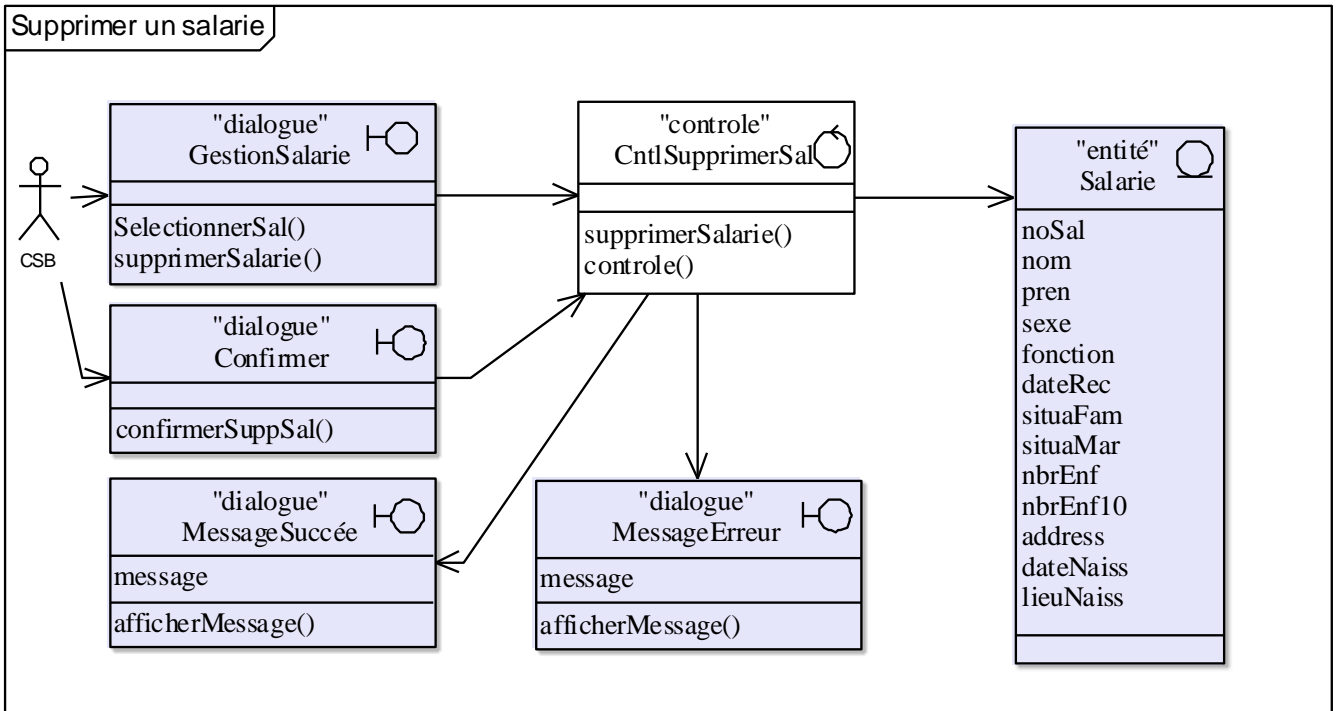 Supprimer un salarie
CSB
"dialogue"
GestionSalarie
SelectionnerSal()
supprimerSalarie()
"controle"
CntlSupprimerSal
supprimerSalarie()
controle()
"entité"
Salarie
noSal
nom
pren
sexe
fonction
dateRec
situaFam
situaMar
nbrEnf
nbrEnf10
address
dateNaiss
lieuNaiss
"dialogue"
Confirmer
confirmerSuppSal()
"dialogue"
MessageSuccée
message
afficherMessage()
"dialogue"
MessageErreur
message
afficherMessage()